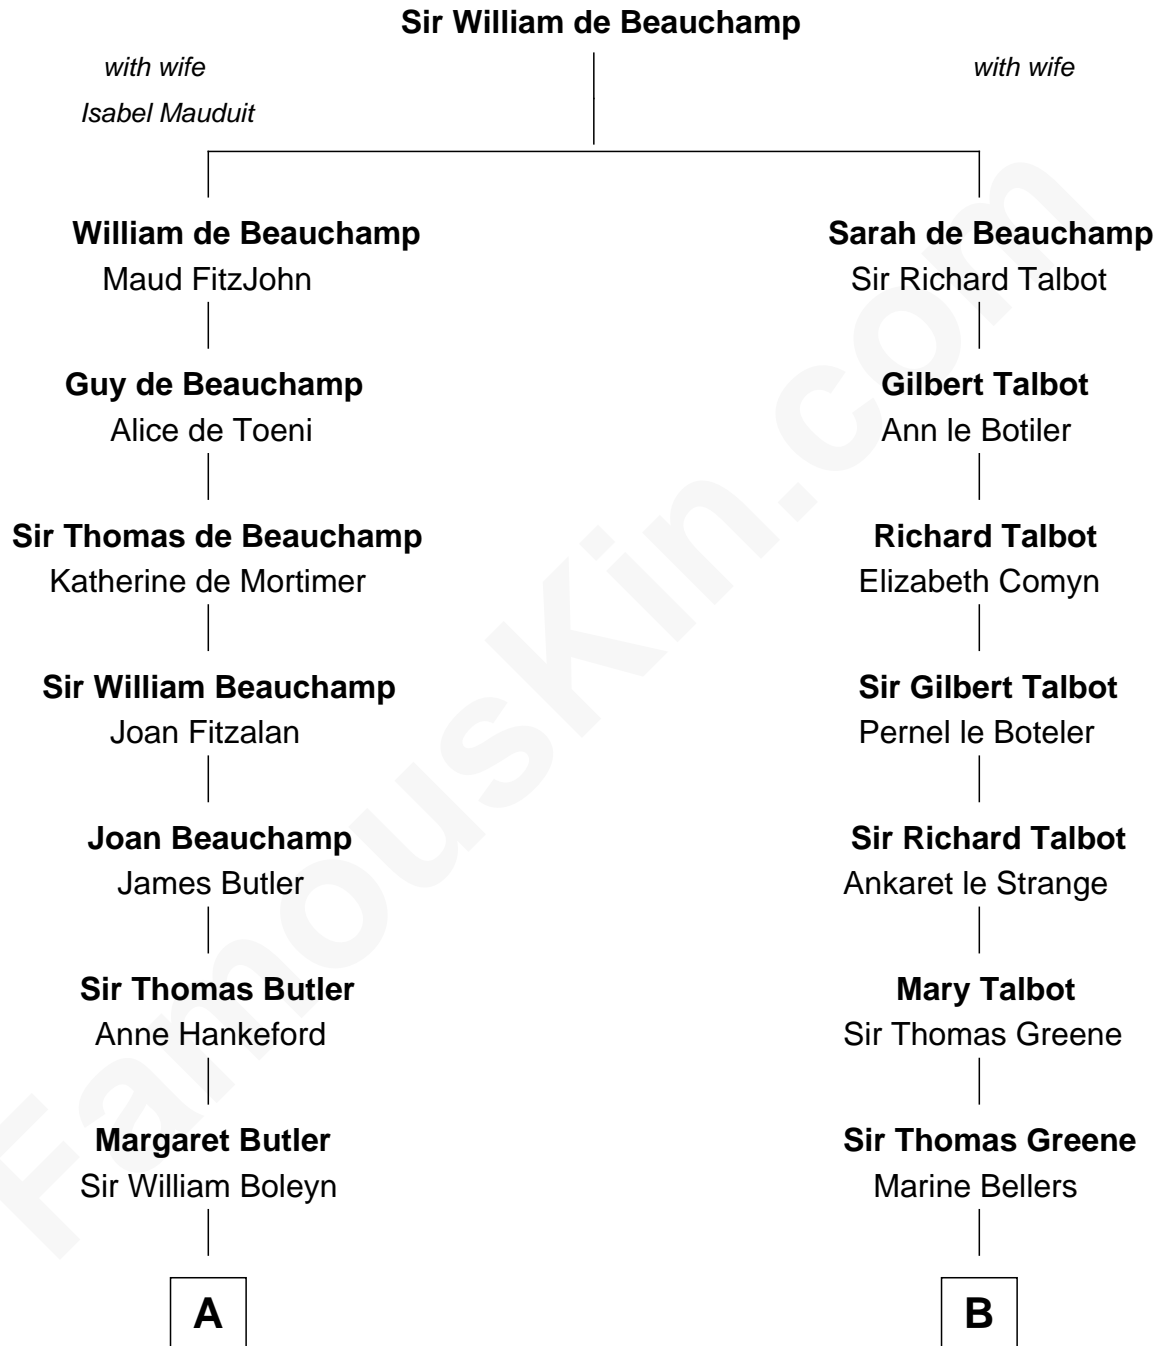 Sir William de Beauchamp
with wife
Isabel Mauduit
with wife
William de Beauchamp
Maud FitzJohn
Sarah de Beauchamp
Sir Richard Talbot
Guy de Beauchamp
Alice de Toeni
Gilbert Talbot
Ann le Botiler
Sir Thomas de Beauchamp
Katherine de Mortimer
Richard Talbot
Elizabeth Comyn
Sir William Beauchamp
Joan Fitzalan
Sir Gilbert Talbot
Pernel le Boteler
Joan Beauchamp
James Butler
Sir Richard Talbot
Ankaret le Strange
Sir Thomas Butler
Anne Hankeford
Mary Talbot
Sir Thomas Greene
Margaret Butler
Sir William Boleyn
Sir Thomas Greene
Marine Bellers
A
B
FamousKin.com